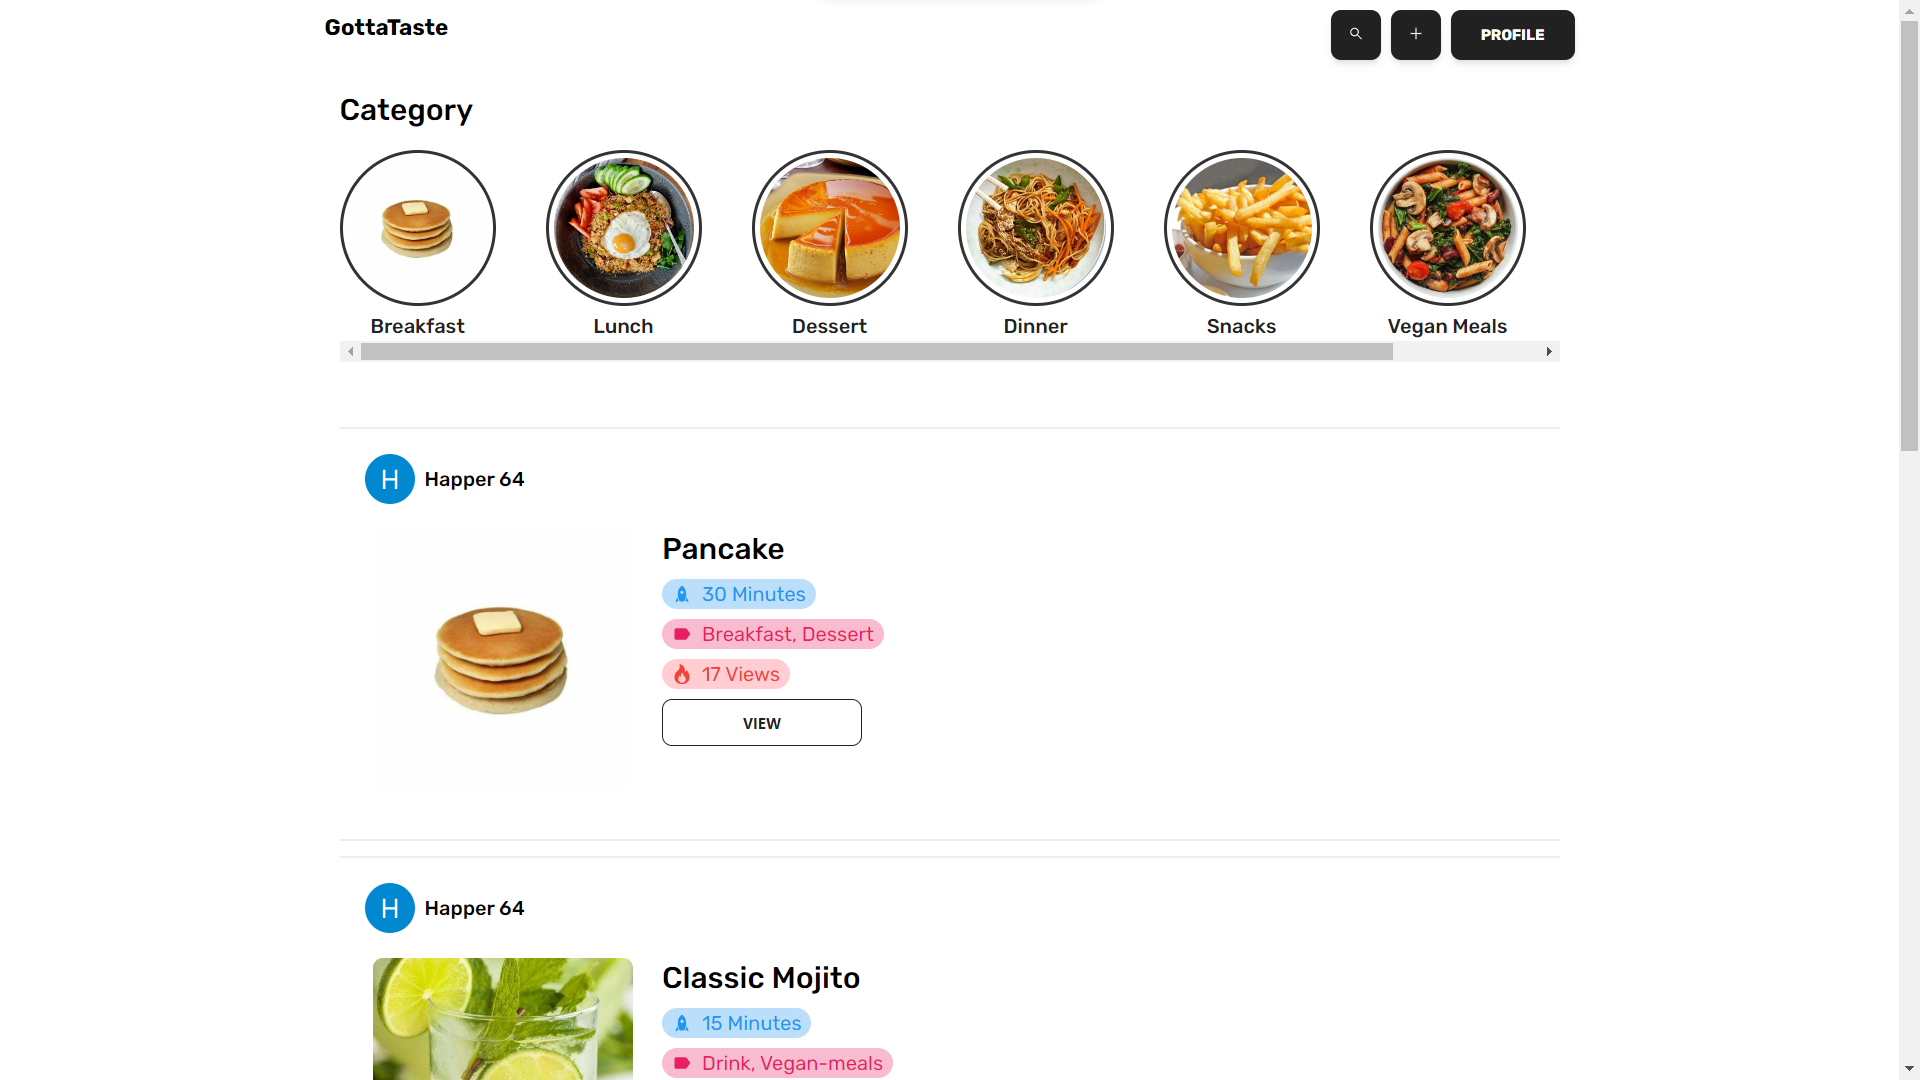 GottaTaste
PROFILE
Category
Breakfast
Lunch
Dessert
Dinner
Snacks
Vegan Meals
H
Happer 64
Pancake
30 Minutes
Breakfast, Dessert
17 Views
VIEW
H
Happer 64
Classic Mojito
15 Minutes
Drink, Vegan-meals